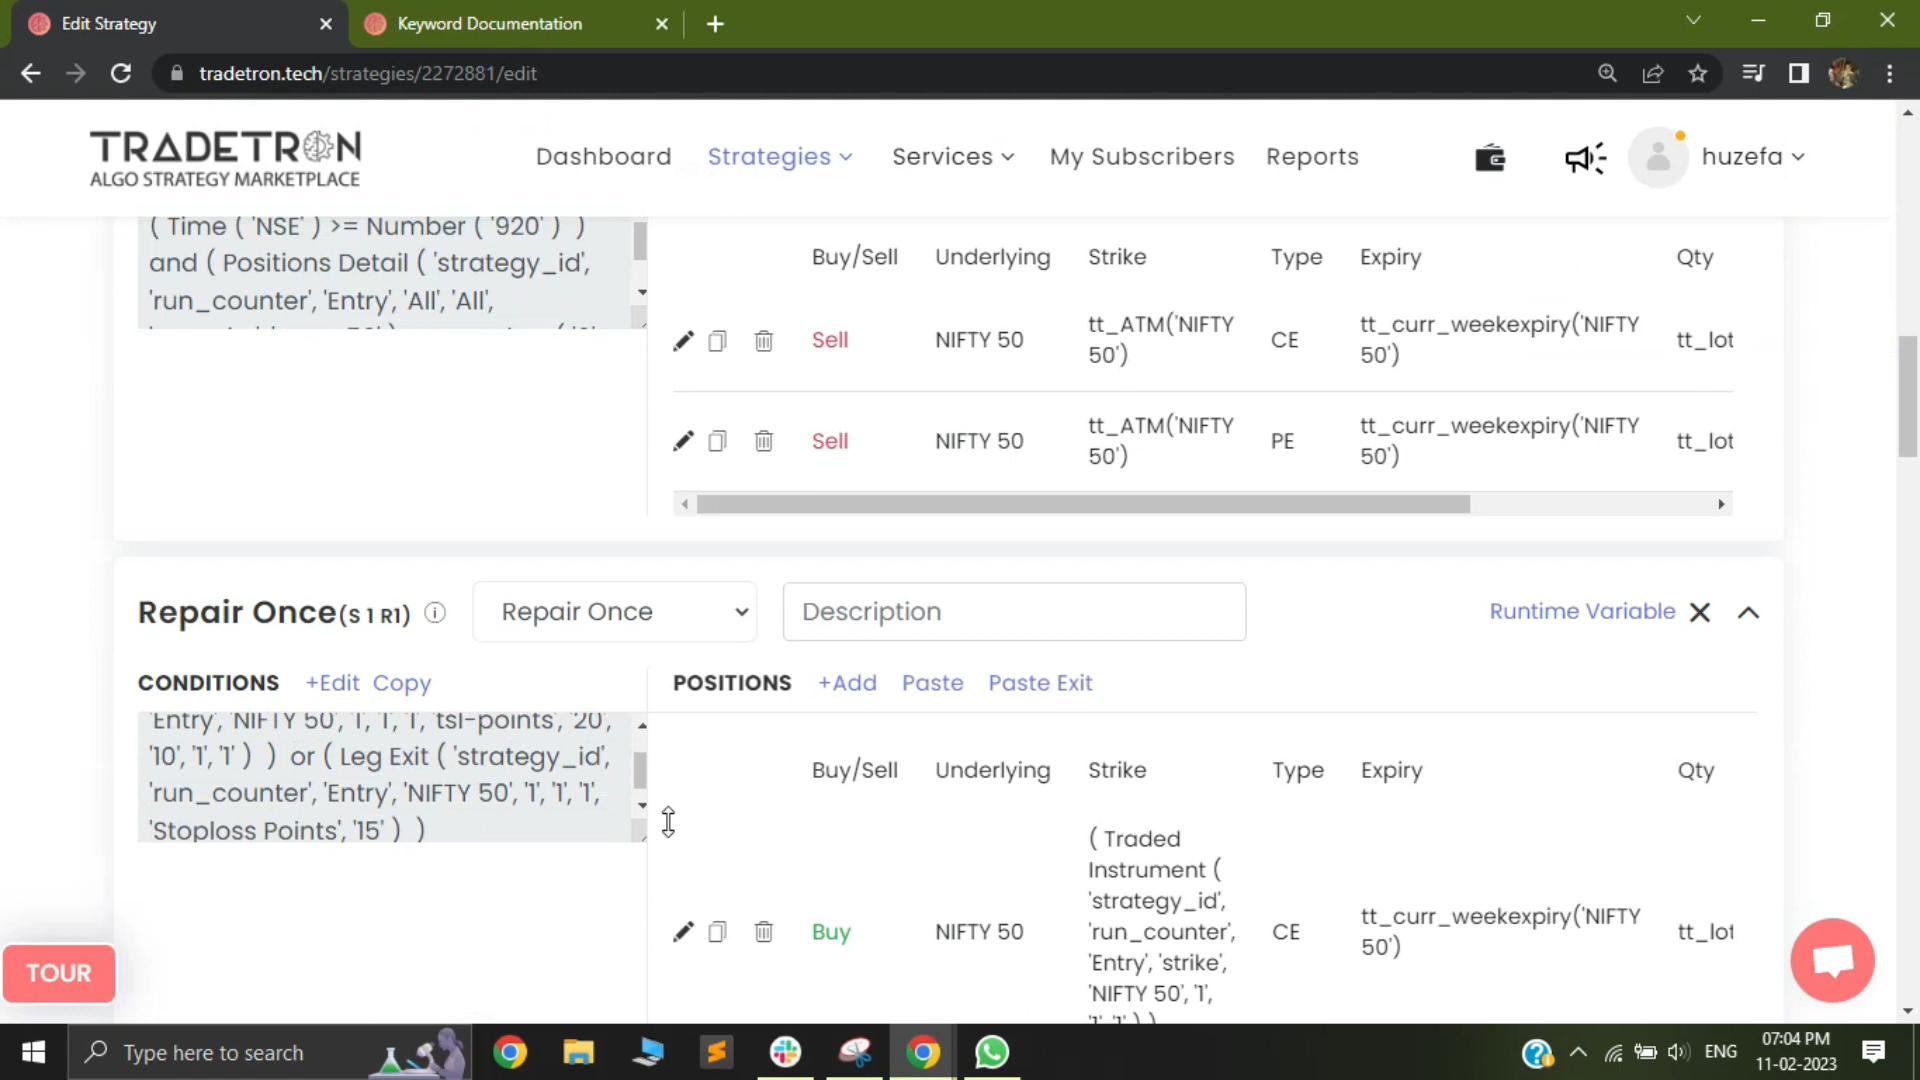 Edit Strategy
Keyword Documentation
tradetron.tech/strategies/2272881/edit
TRADETRON
ALGO STRATEGY MARKETPLACE
Dashboard
Strategies
Services
My Subscribers
Reports
huzefa
( Time ( 'NSE' ) >= Number ( '920' ) )
and ( Positions Detail ( 'strategy_id',
'run_counter', 'Entry', 'All', 'All',
Buy/Sell Underlying Strike Type Expiry Qty
Sell NIFTY 50 tt_ATM('NIFTY 50') CE tt_curr_weekexpiry('NIFTY 50') tt_lot
Sell NIFTY 50 tt_ATM('NIFTY 50') PE tt_curr_weekexpiry('NIFTY 50') tt_lot
Repair Once(S 1 R1)
Repair Once
Description
Runtime Variable
CONDITIONS +Edit Copy
POSITIONS +Add Paste Paste Exit
'Entry', 'NIFTY 50', '1', '1', '1', 'tsl-points', '20',
'10', '1', '1' ) ) or ( Leg Exit ( 'strategy_id',
'run_counter', 'Entry', 'NIFTY 50', '1', '1', '1',
'Stoploss Points', '15' ) )
Buy/Sell Underlying Strike Type Expiry Qty
Buy NIFTY 50
( Traded
Instrument (
'strategy_id',
'run_counter',
'Entry', 'strike',
'NIFTY 50', '1',
'1', '1' ) )
CE tt_curr_weekexpiry('NIFTY 50') tt_lot
TOUR
Type here to search
ENG
07:04 PM
11-02-2023